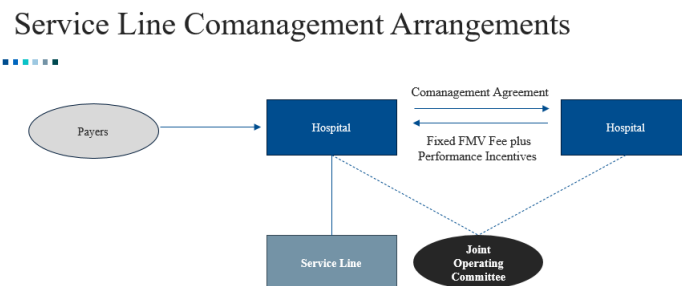 Service Line Comanagement Arrangements
Comanagement Agreement
Payers
Hospital
Hospital
Fixed FMV Fee plus
Performance Incentives
Service Line
Joint
Operating
Committee